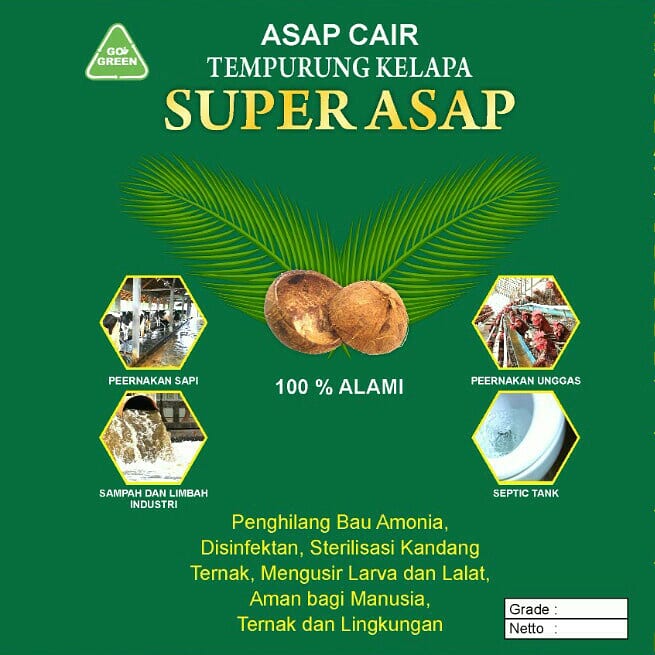 GO
GREEN
ASAP CAIR
TEMPURUNG KELAPA
SUPER ASAP
PEERNAKAN SAPI
100 % ALAMI
PEERNAKAN UNGGAS
SAMPAH DAN LIMBAH
INDUSTRI
SEPTIC TANK
Penghilang Bau Amonia,
Disinfektan, Sterilisasi Kandang
Ternak, Mengusir Larva dan Lalat,
Aman bagi Manusia,
Ternak dan Lingkungan
Grade :
Netto :